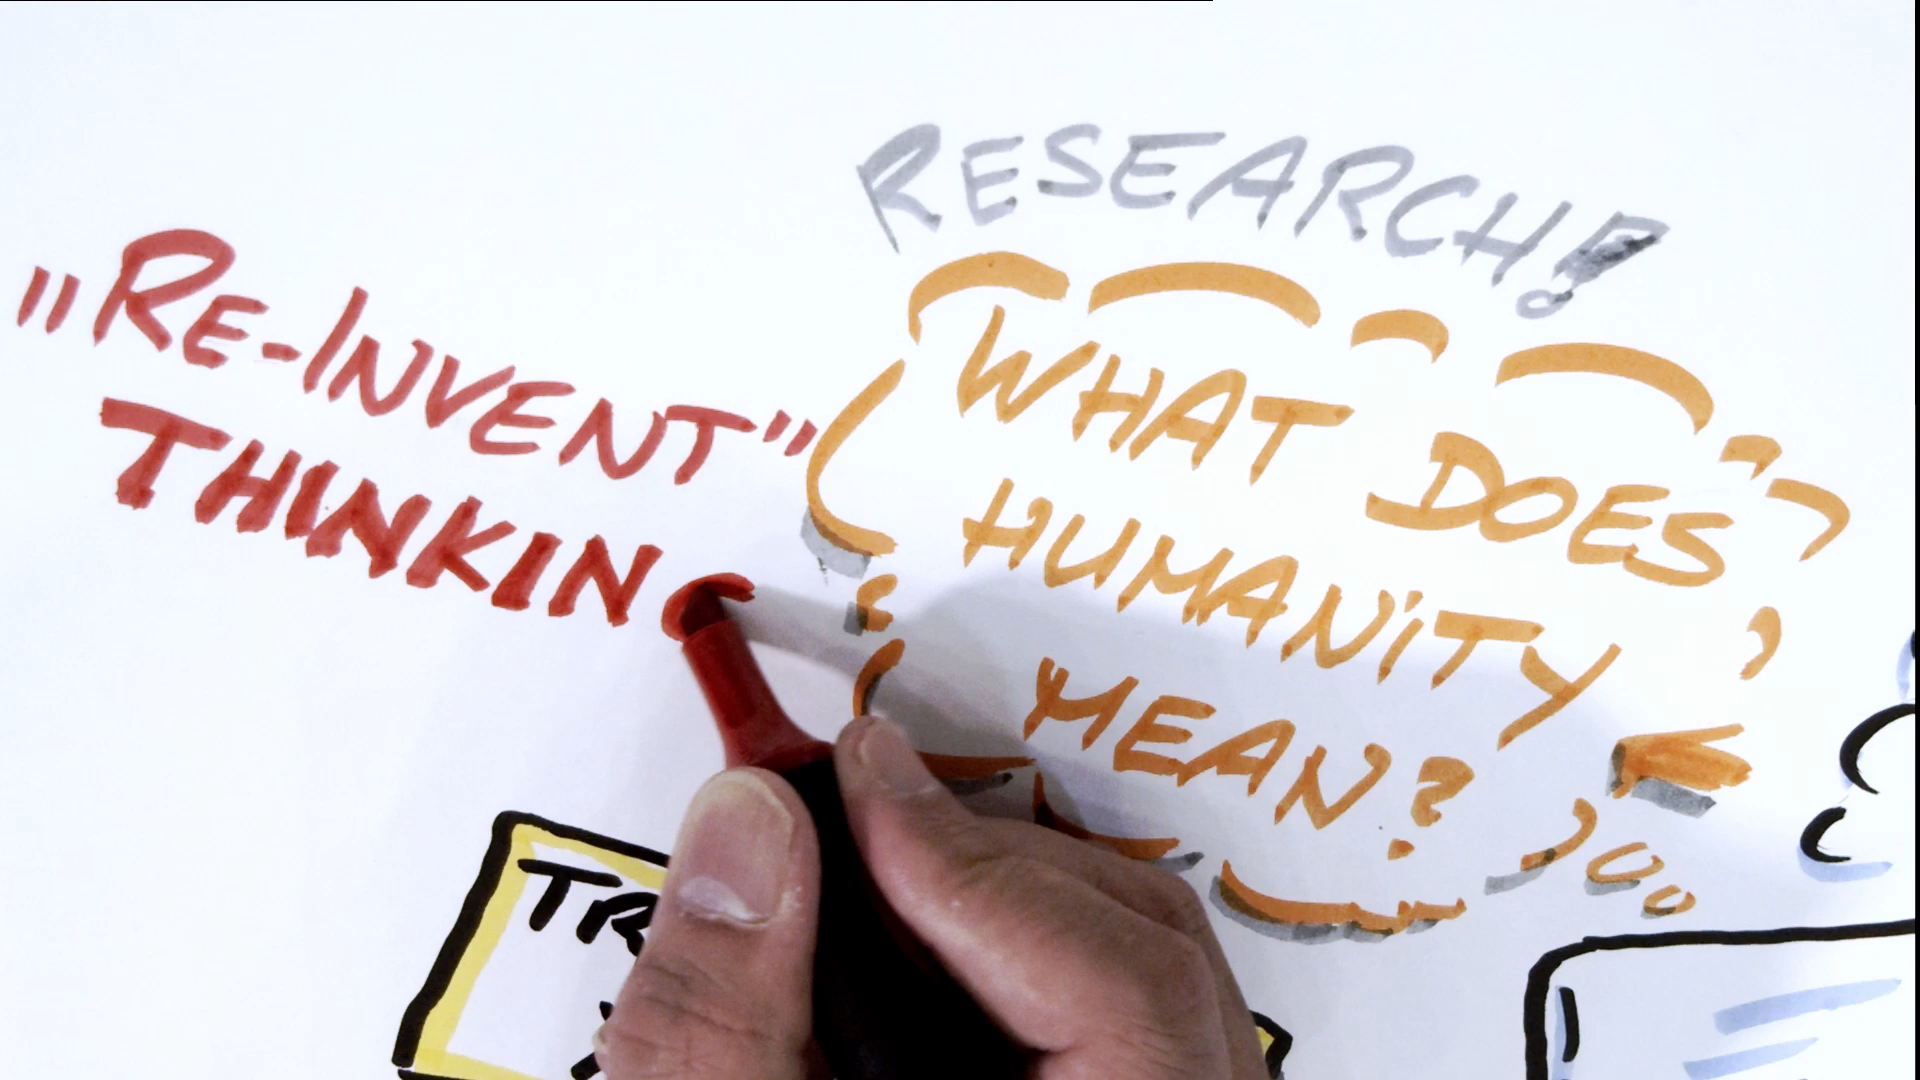 RESEARCH!
„RE-INVENT”
THINKIN
WHAT DOES
HUMANiTY
MEAN?